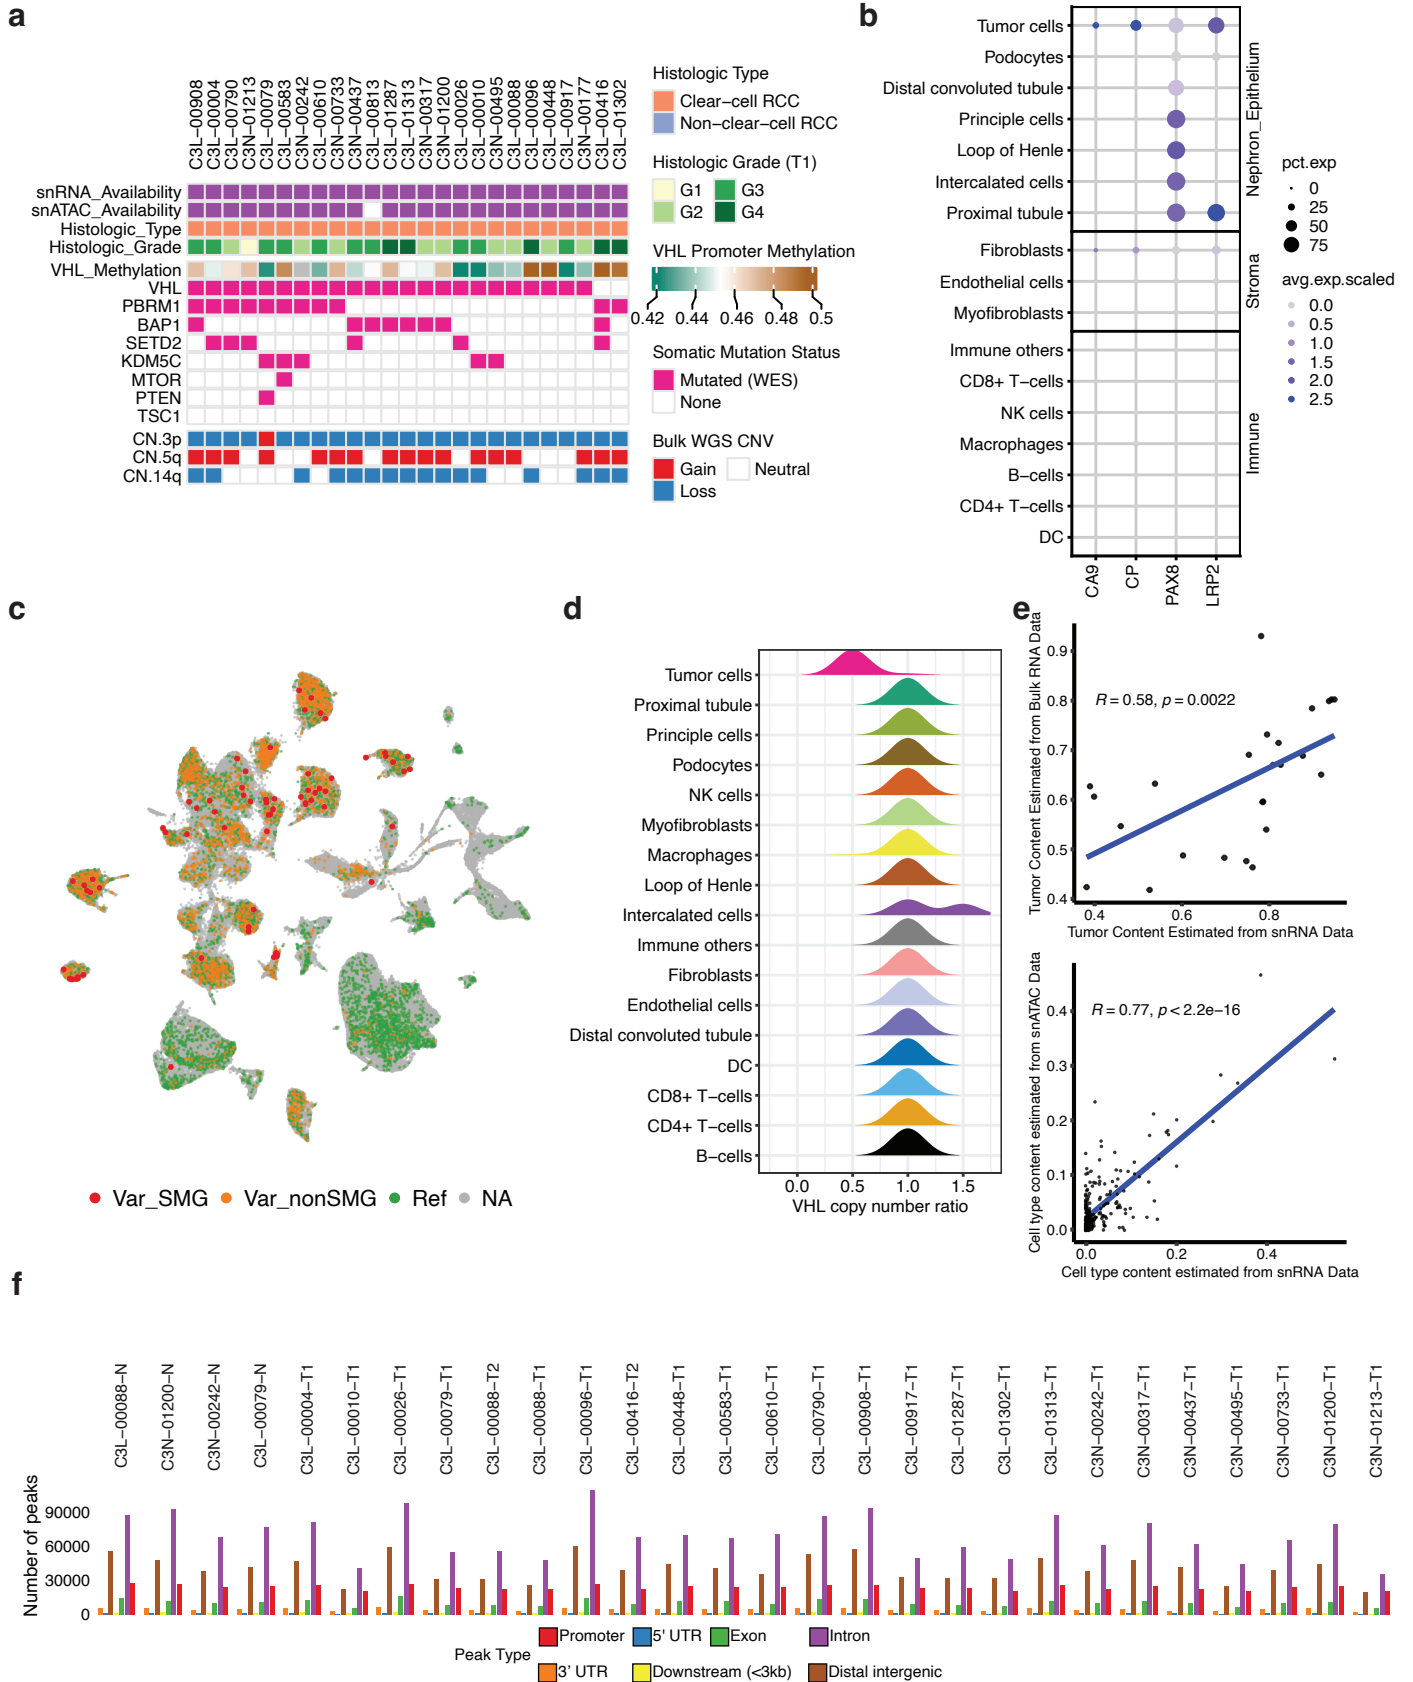 a
C3L−00908
C3L−00004
C3L−00790
C3N−01213
C3L−00079
C3L−00583
C3N−00242
C3L−00610
C3N−00733
C3N−00437
C3L−00813
C3L−01287
C3L−01313
C3N−00317
C3N−01200
C3L−00026
C3L−00010
C3N−00495
C3L−00088
C3L−00096
C3L−00448
C3L−00917
C3N−00177
C3L−00416
C3L−01302
snRNA_Availability
snATAC_Availability
Histologic_Type
Histologic_Grade
VHL_Methylation
VHL
PBRM1
BAP1
SETD2
KDM5C
MTOR
PTEN
TSC1
CN.3p
CN.5q
CN.14q
Histologic Type
Clear−cell RCC
Non−clear−cell RCC
Histologic Grade (T1)
G1 G3
G2 G4
VHL Promoter Methylation
0.42 0.44 0.46 0.48 0.5
Somatic Mutation Status
Mutated (WES)
None
Bulk WGS CNV
Gain Neutral
Loss
b
Tumor cells
Podocytes
Distal convoluted tubule
Principle cells
Loop of Henle
Intercalated cells
Proximal tubule
Fibroblasts
Endothelial cells
Myofibroblasts
Immune others
CD8+ T−cells
NK cells
Macrophages
B−cells
CD4+ T−cells
DC
Nephron_Epithelium
Stroma
Immune
CA9
CP
PAX8
LRP2
pct.exp
0
25
50
75
avg.exp.scaled
0.0
0.5
1.0
1.5
2.0
2.5
c
Var_SMG Var_nonSMG Ref NA
d
Tumor cells
Proximal tubule
Principle cells
Podocytes
NK cells
Myofibroblasts
Macrophages
Loop of Henle
Intercalated cells
Immune others
Fibroblasts
Endothelial cells
Distal convoluted tubule
DC
CD8+ T−cells
CD4+ T−cells
B−cells
0.0 0.5 1.0 1.5
VHL copy number ratio
e
Tumor Content Estimated from Bulk RNA Data
0.9
0.8
0.7
0.6
0.5
0.4
R = 0.58, p = 0.0022
0.4 0.6 0.8
Tumor Content Estimated from snRNA Data
Cell type content estimated from snATAC Data
0.4
0.3
0.2
0.1
0.0
R = 0.77, p < 2.2e−16
0.0 0.2 0.4
Cell type content estimated from snRNA Data
f
C3L−00088−N
C3N−01200−N
C3N−00242−N
C3L−00079−N
C3L−00004−T1
C3L−00010−T1
C3L−00026−T1
C3L−00079−T1
C3L−00088−T2
C3L−00088−T1
C3L−00096−T1
C3L−00416−T2
C3L−00448−T1
C3L−00583−T1
C3L−00610−T1
C3L−00790−T1
C3L−00908−T1
C3L−00917−T1
C3L−01287−T1
C3L−01302−T1
C3L−01313−T1
C3N−00242−T1
C3N−00317−T1
C3N−00437−T1
C3N−00495−T1
C3N−00733−T1
C3N−01200−T1
C3N−01213−T1
Number of peaks
90000
60000
30000
0
Peak Type
Promoter 5' UTR Exon Intron
3' UTR Downstream (<3kb) Distal intergenic